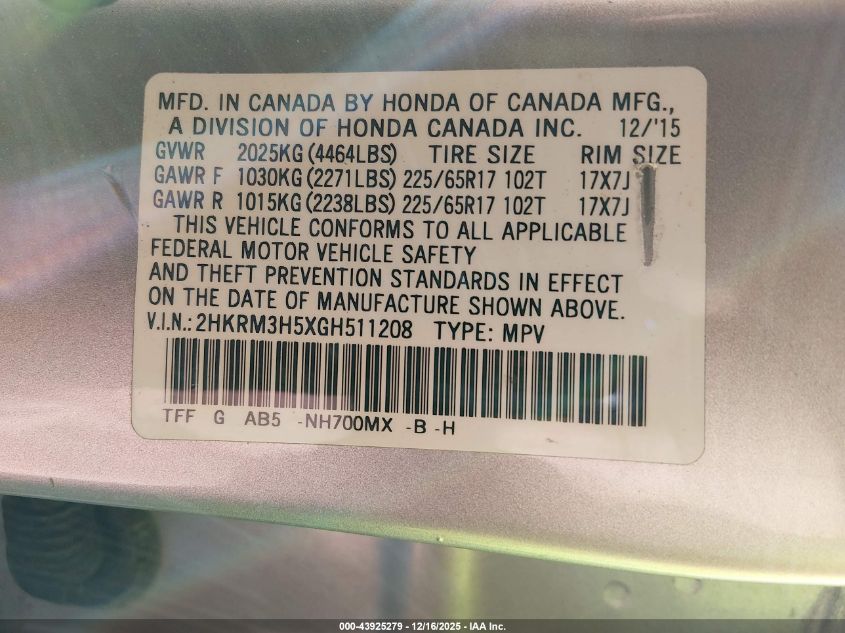 MFD. IN CANADA BY HONDA OF CANADA MFG.,
A DIVISION OF HONDA CANADA INC. 12/'15
GVWR 2025KG (4464LBS) TIRE SIZE RIM SIZE
GAWR F 1030KG (2271LBS) 225/65R17 102T 17X7J
GAWR R 1015KG (2238LBS) 225/65R17 102T 17X7J
THIS VEHICLE CONFORMS TO ALL APPLICABLE
FEDERAL MOTOR VEHICLE SAFETY
AND THEFT PREVENTION STANDARDS IN EFFECT
ON THE DATE OF MANUFACTURE SHOWN ABOVE.
V.I.N.: 2HKRM3H5XGH511208 TYPE: MPV
TFF G AB5 -NH700MX -B -H
000-43925279 - 12/16/2025 - IAA Inc.